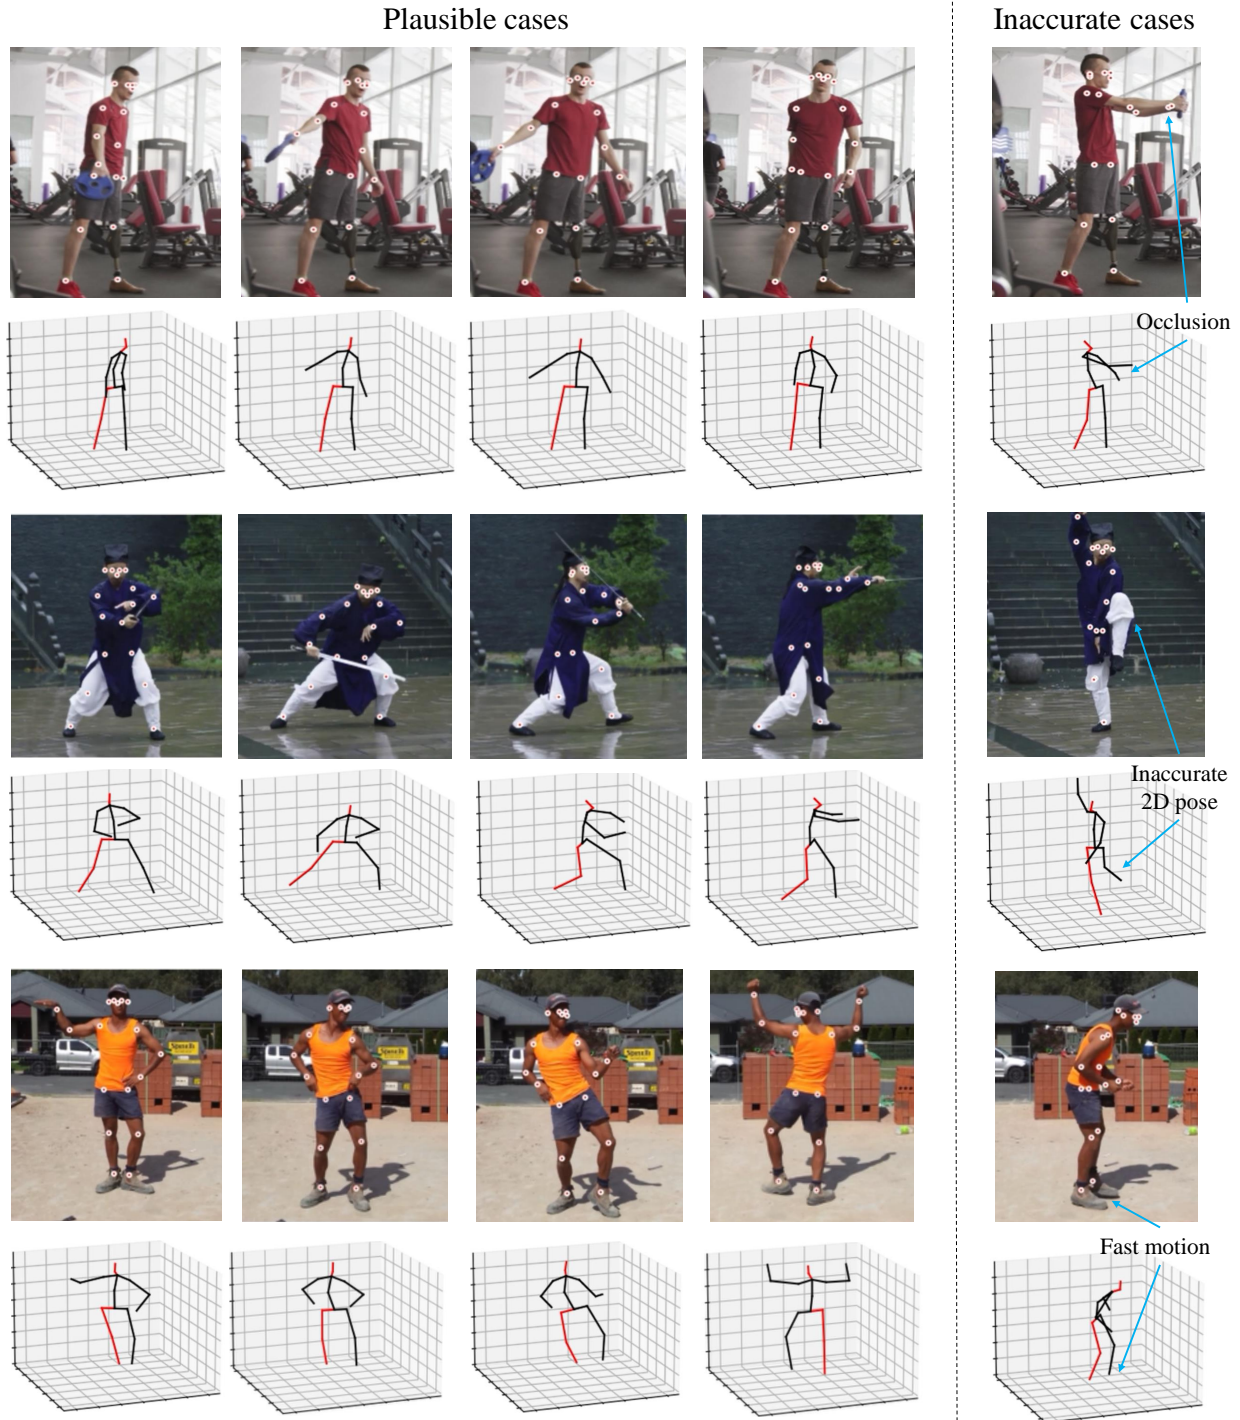 Plausible cases
Inaccurate cases
Occlusion
Inaccurate
2D pose
Fast motion